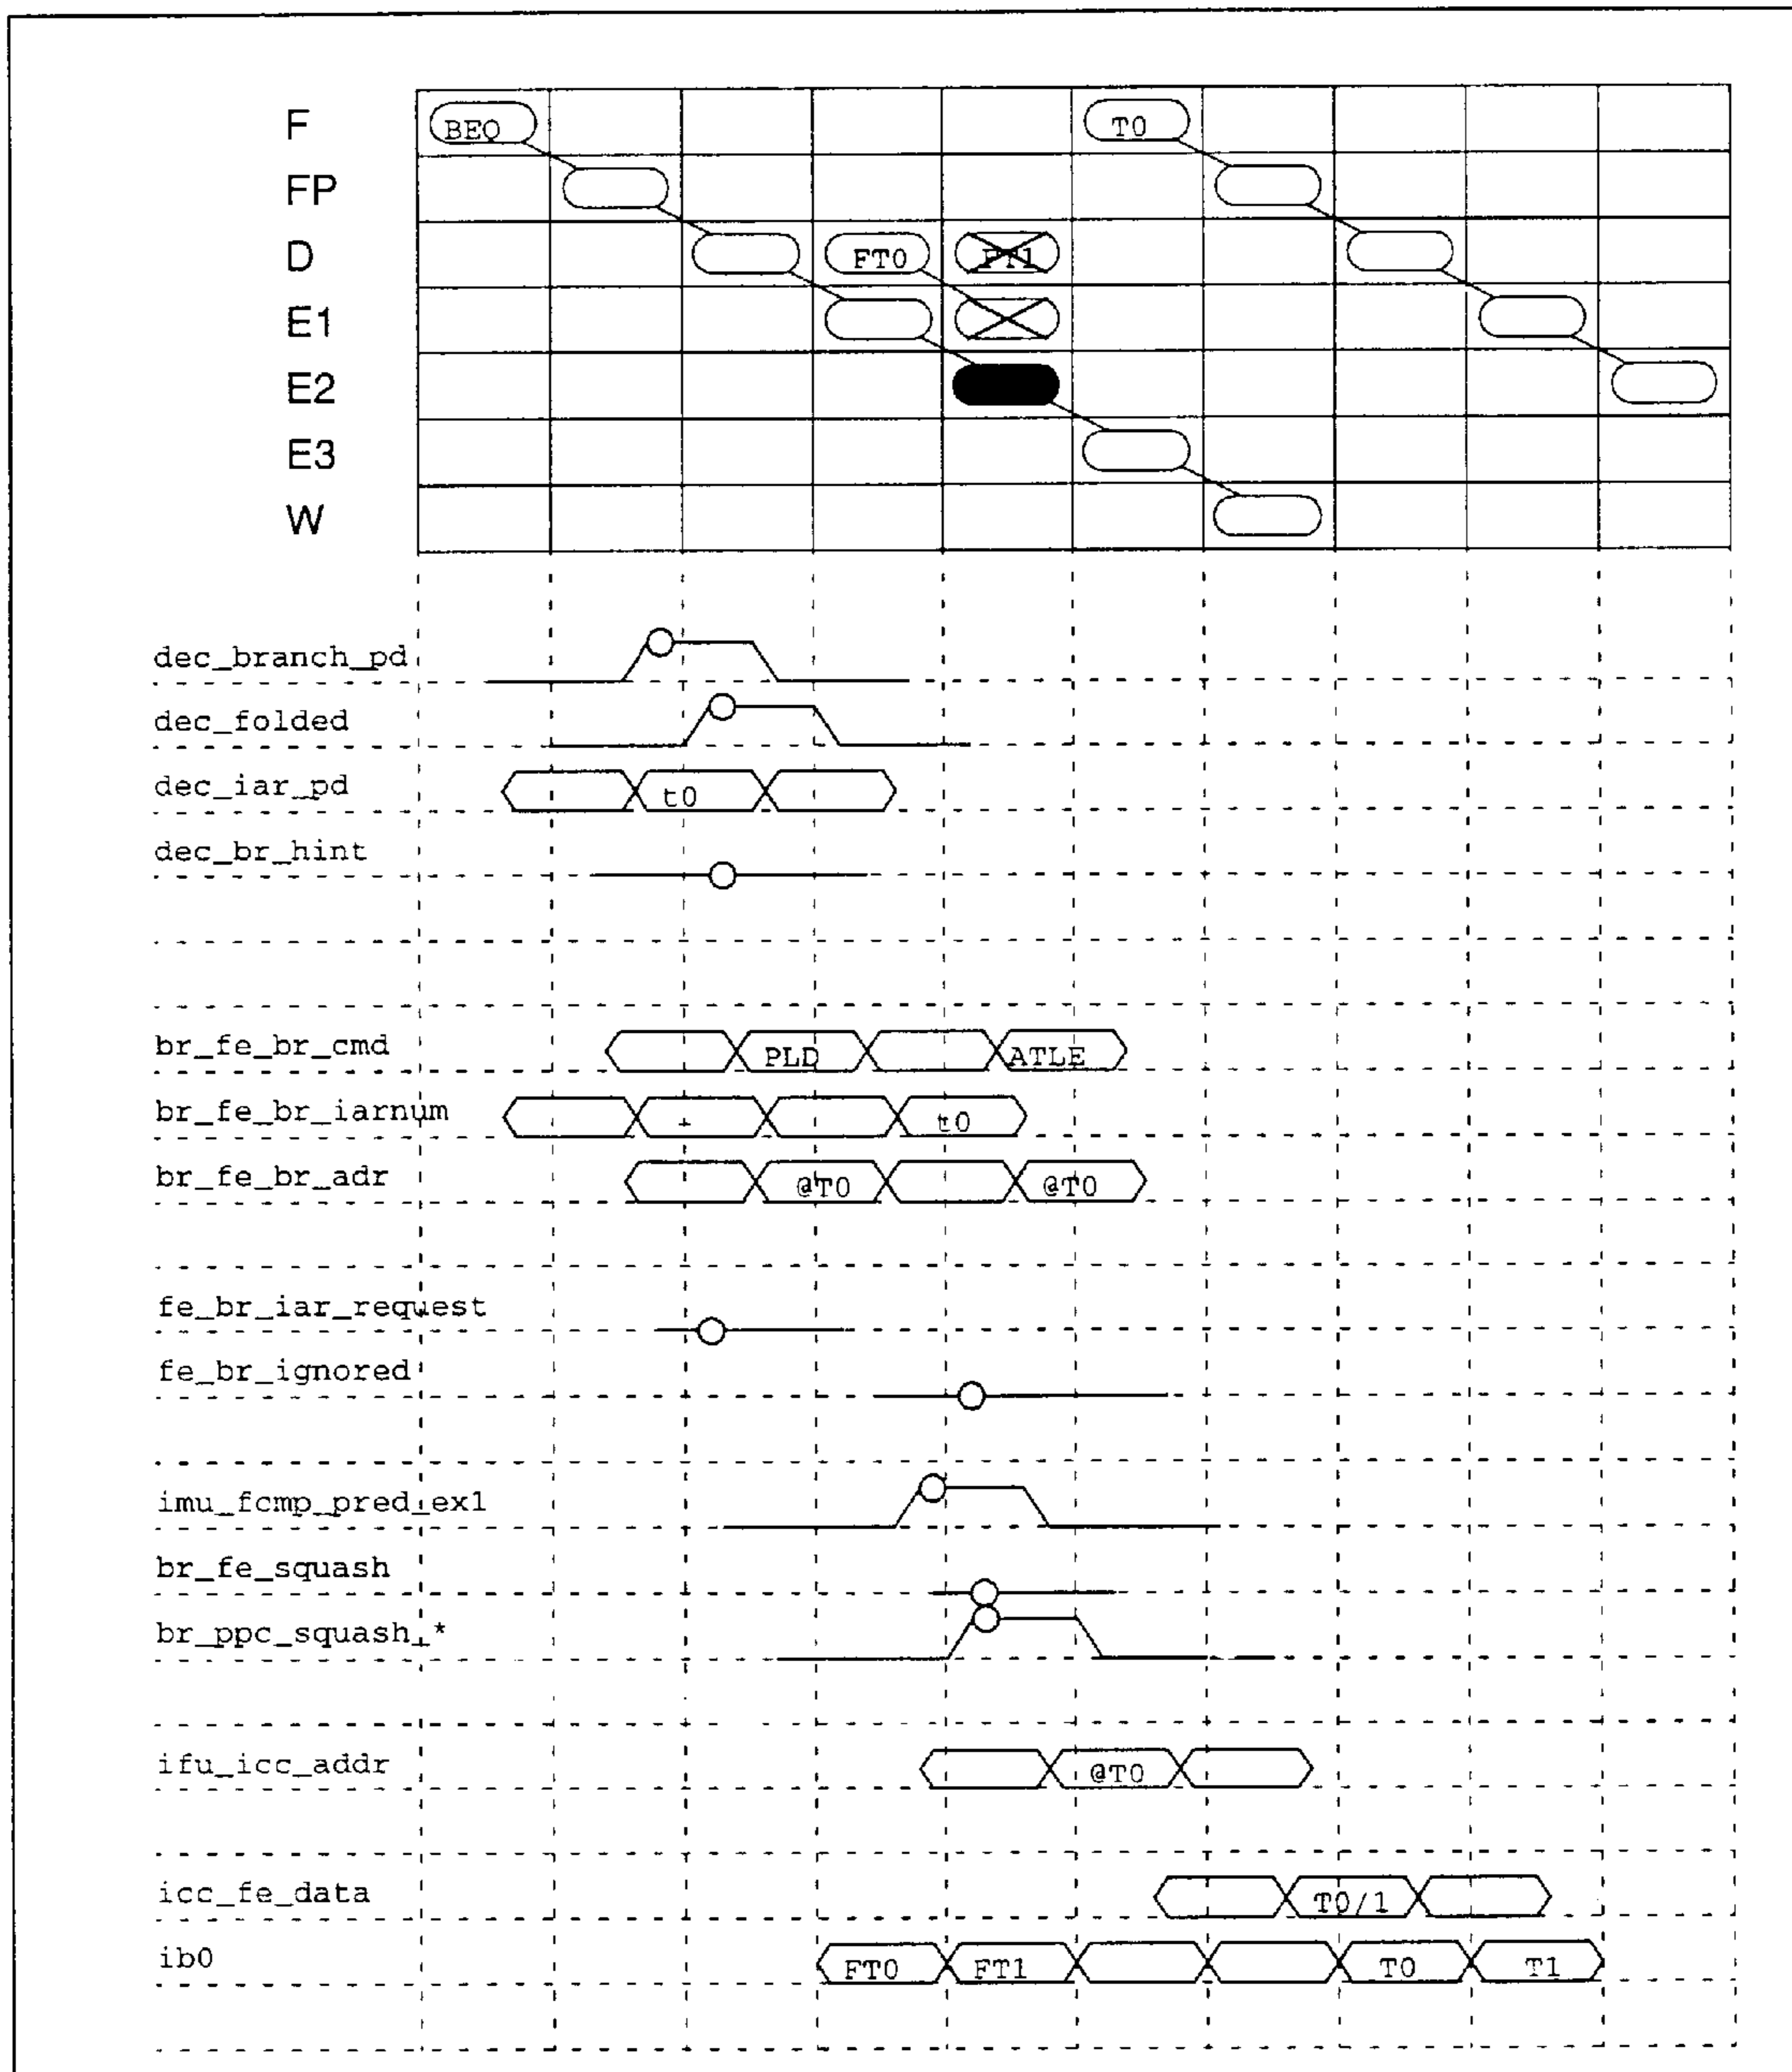 F BEQ T0
FP
D FT0 FT1
E1
E2
E3
W
dec_branch_pd
dec_folded
dec_iar_pd t0
dec_br_hint
br_fe_br_cmd PLD ATLE
br_fe_br_iarnum - t0
br_fe_br_adr @T0 @T0
fe_br_iar_request
fe_br_ignored
imu_fcmp_pred_ex1
br_fe_squash
br_ppc_squash_*
ifu_icc_addr @T0
icc_fe_data T0/1
ib0 FT0 FT1 T0 T1